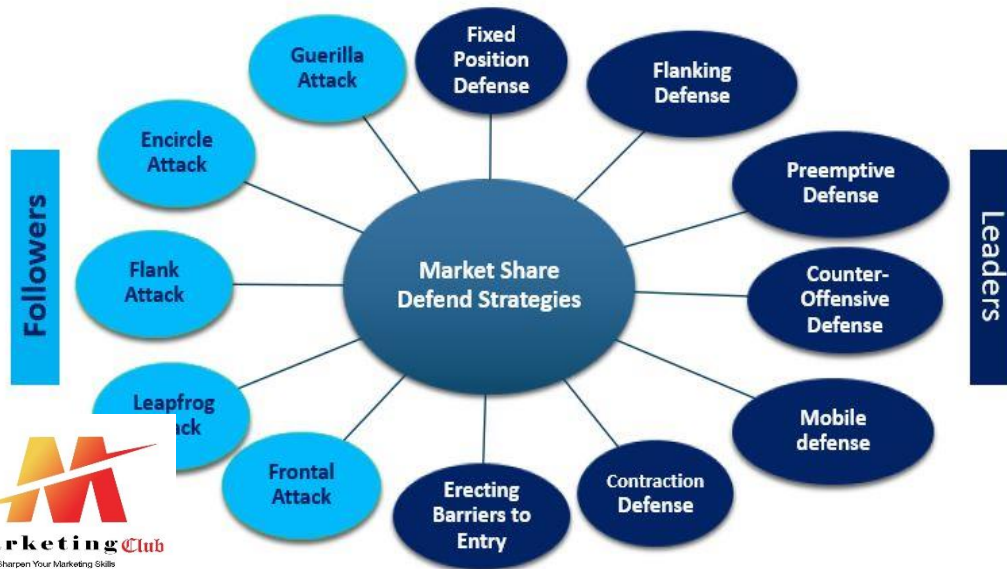 Guerilla
Attack
Fixed
Position
Defense
Flanking
Defense
Encircle
Attack
Preemptive
Defense
Followers
Leaders
Flank
Attack
Market Share
Defend Strategies
Counter-
Offensive
Defense
Leapfrog
Mobile
defense
Frontal
Attack
Erecting
Barriers to
Entry
Contraction
Defense
rketing Club
Sharpen Your Marketing Skills